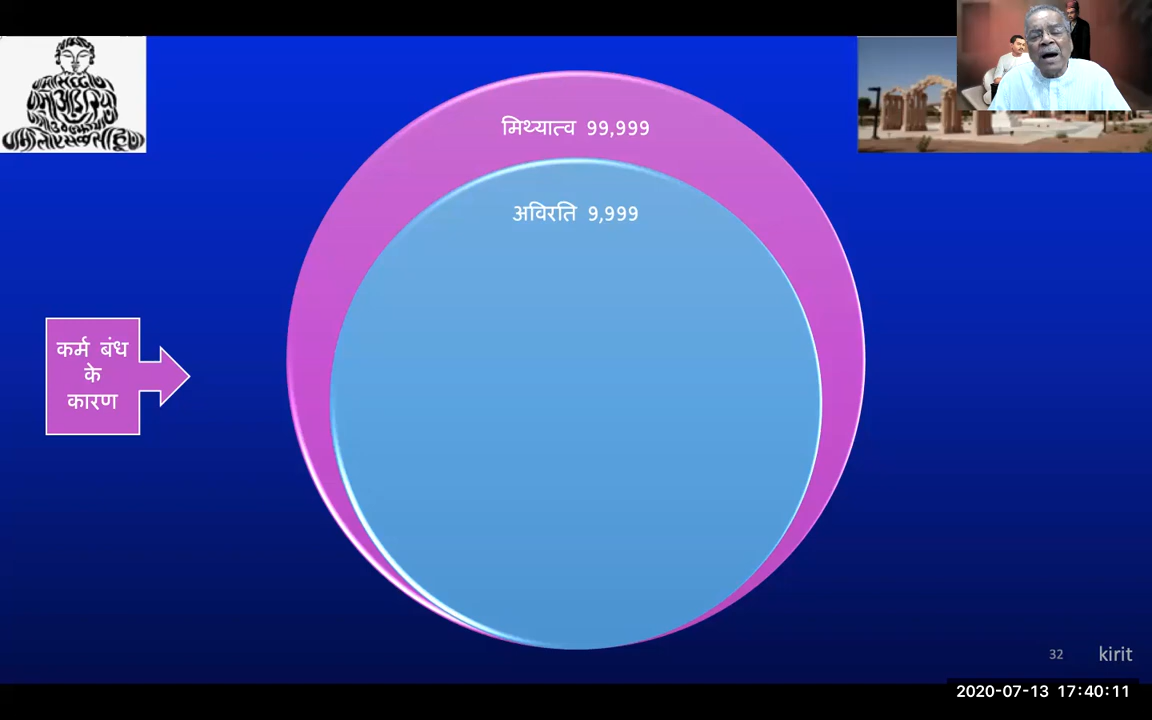 मिथ्यात्व 99,999
अविरति 9,999
कर्म बंध
के
कारण
32 kirit
2020-07-13 17:40:11